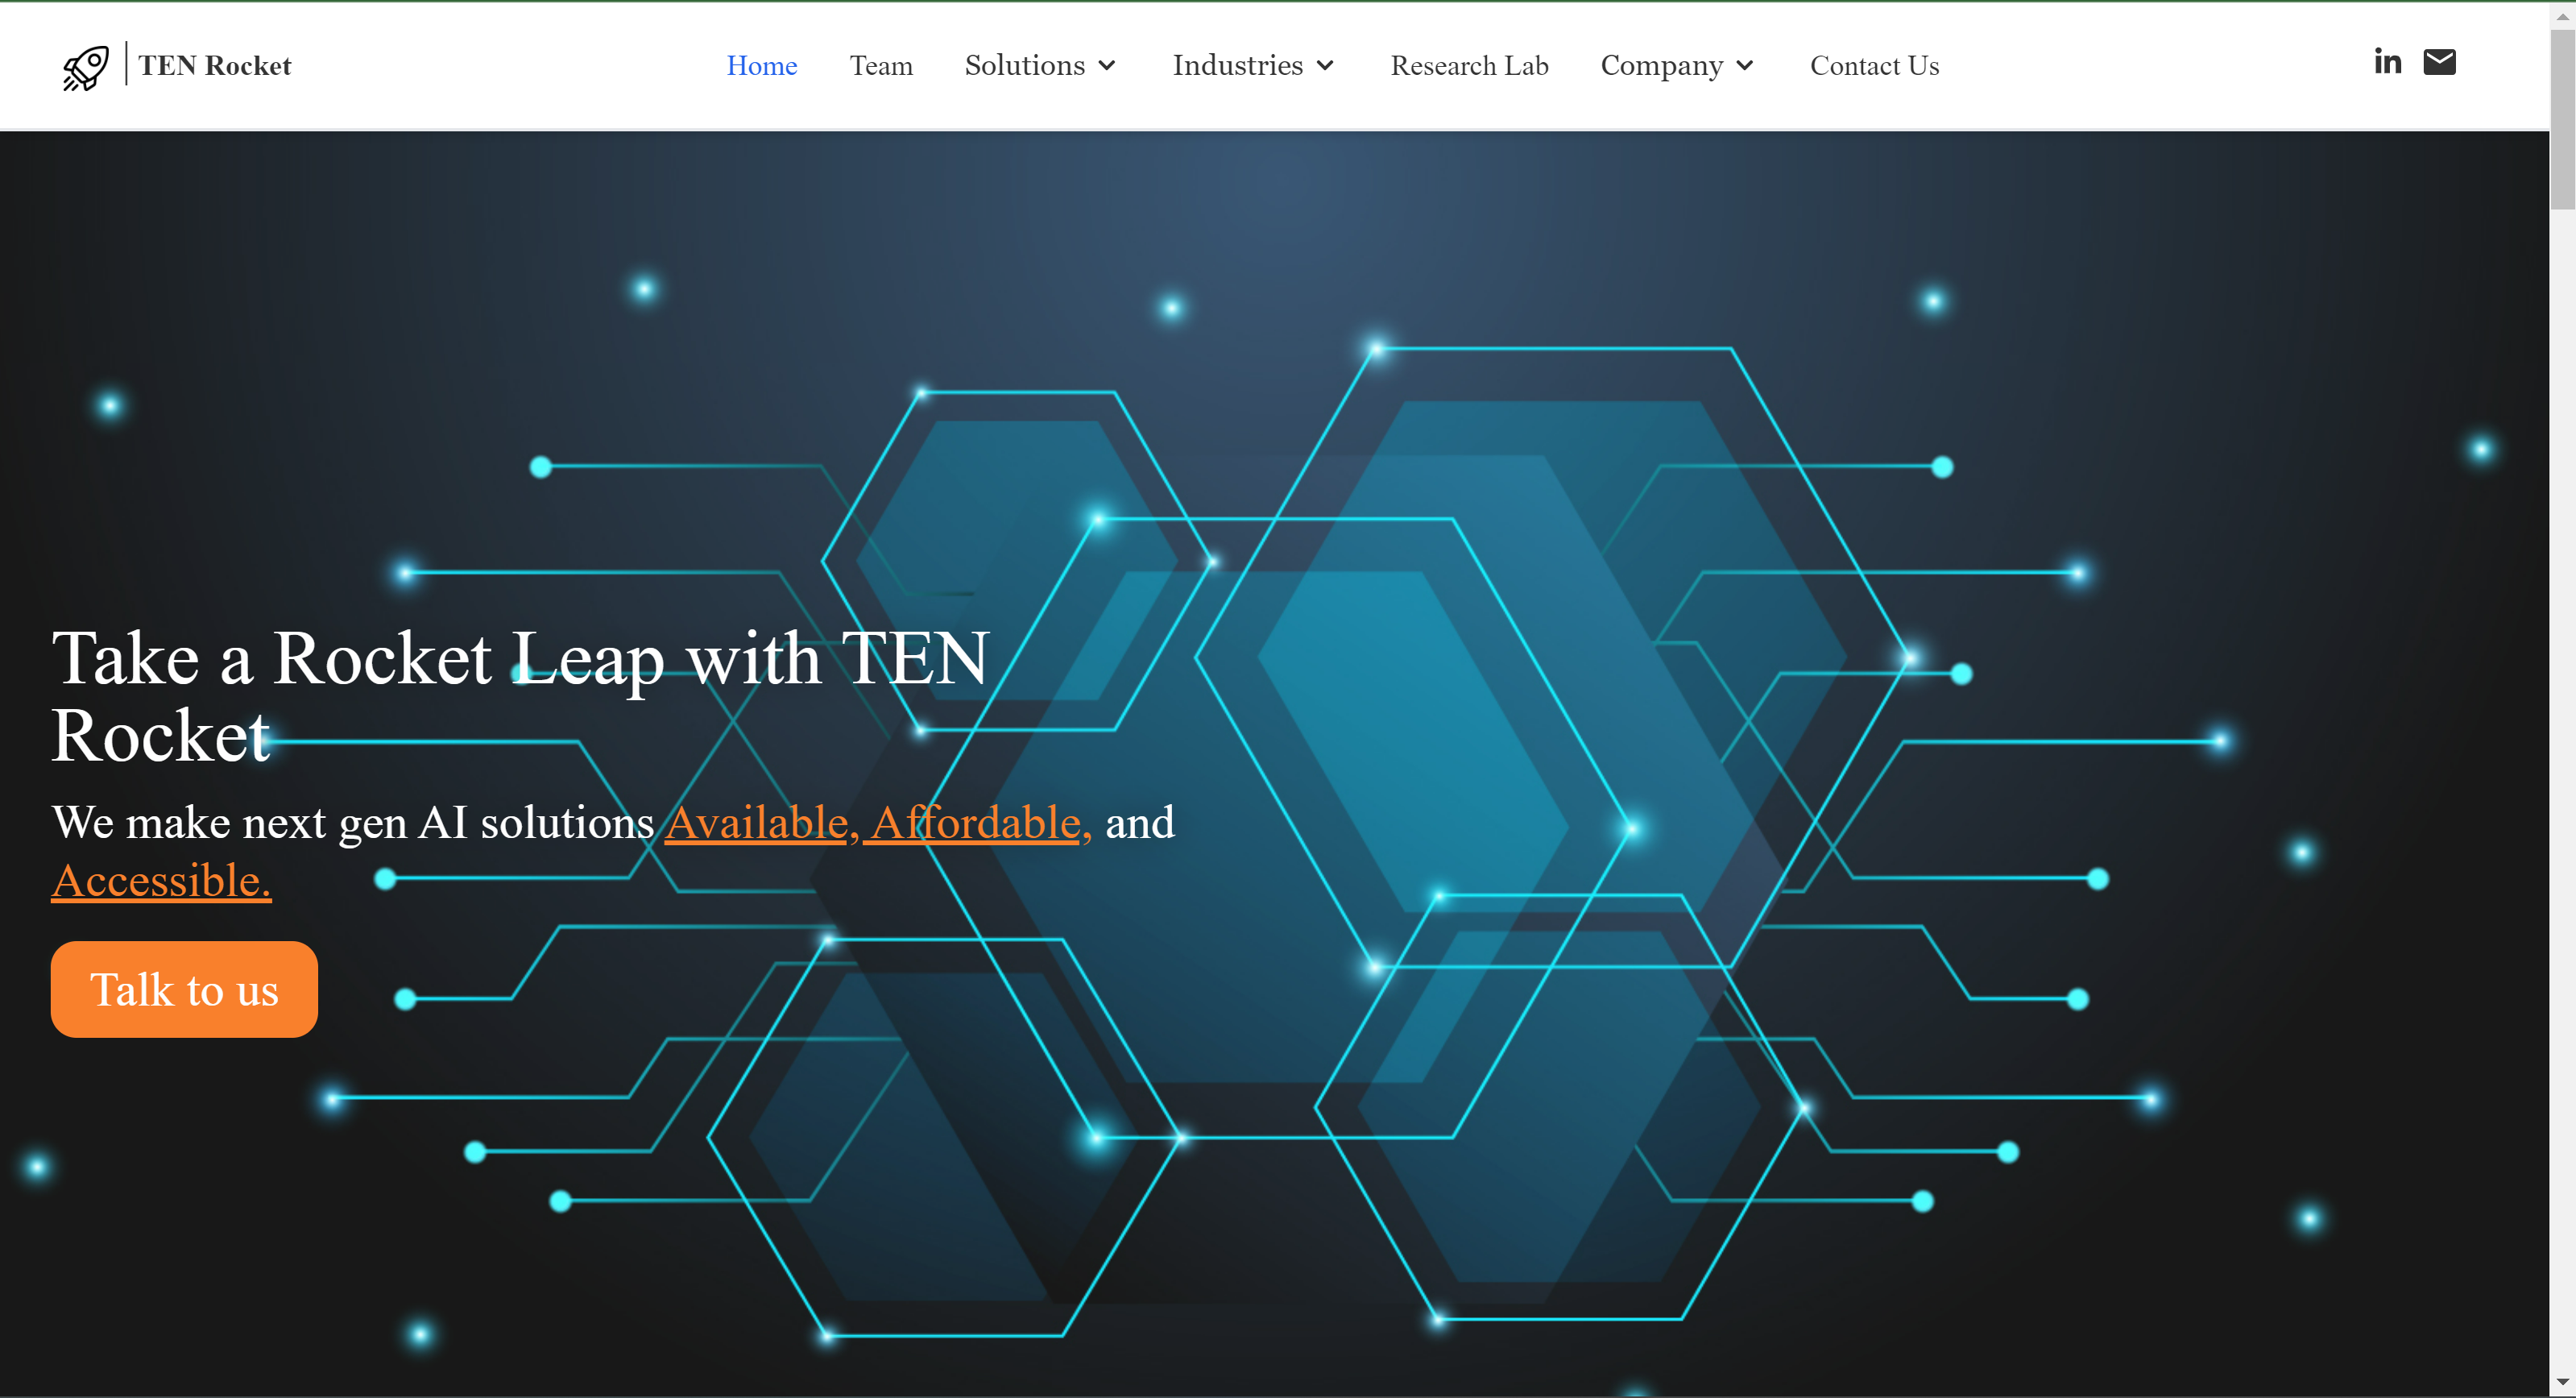 TEN Rocket
Home Team Solutions Industries Research Lab Company Contact Us
in
Take a Rocket Leap with TEN
Rocket
We make next gen AI solutions Available, Affordable, and
Accessible.
Talk to us